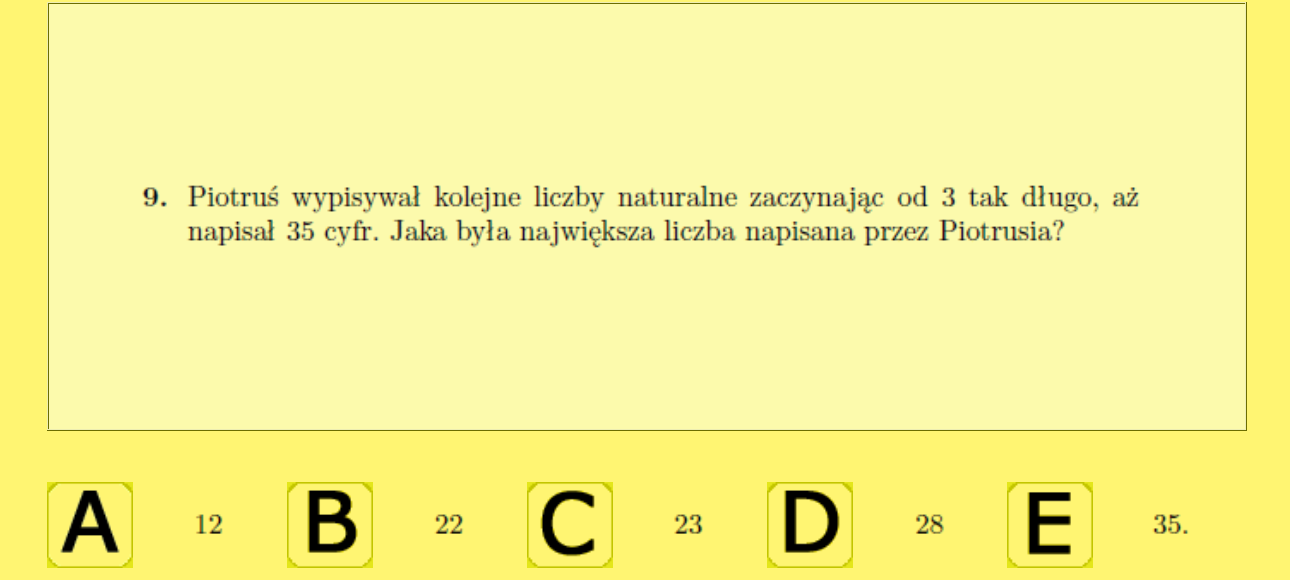 9. Piotruś wypisywał kolejne liczby naturalne zaczynając od 3 tak długo, aż
napisał 35 cyfr. Jaka była największa liczba napisana przez Piotrusia?
A 12 B 22 C 23 D 28 E 35.